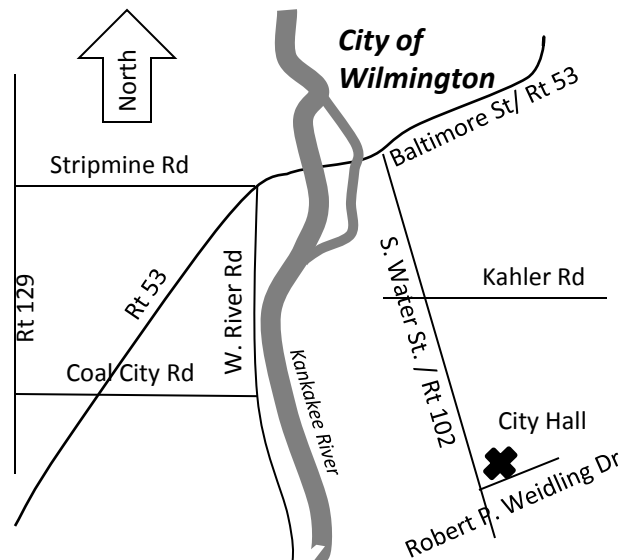 City of
Wilmington
North
Baltimore St/ Rt 53
Stripmine Rd
Rt 129
Rt 53
W. River Rd
S. Water St. / Rt 102
Kahler Rd
Coal City Rd
Kankakee River
City Hall
Robert P. Weidling Dr